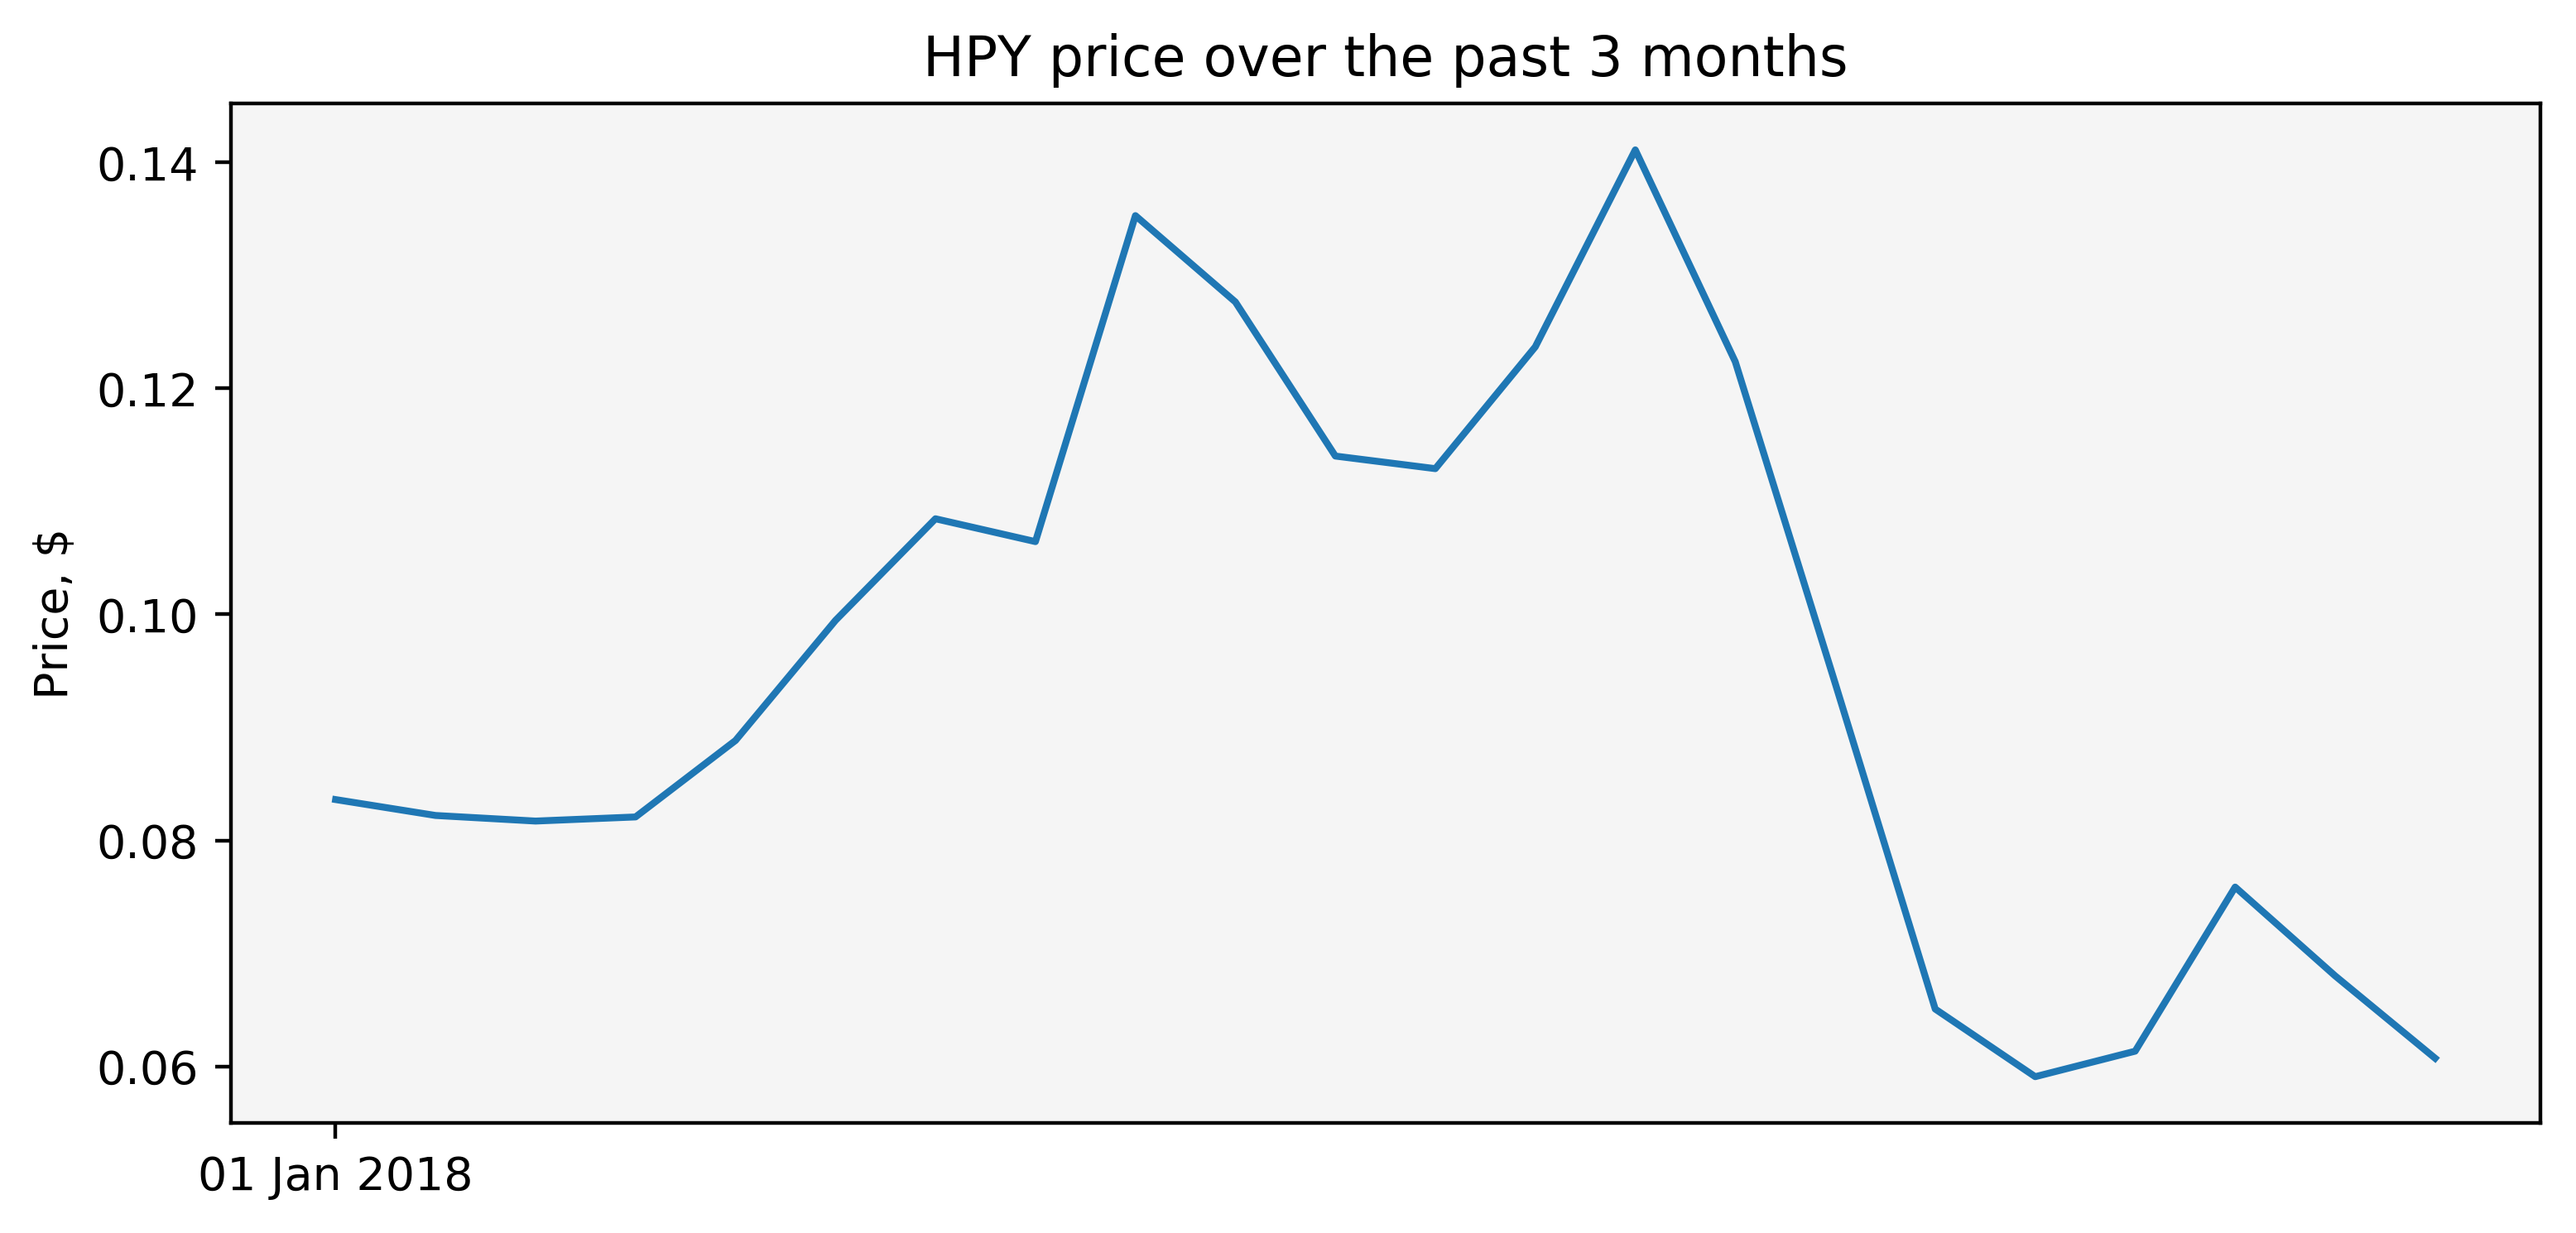 HPY price over the past 3 months
0.14
0.12
0.10
0.08
0.06
Price, $
01 Jan 2018